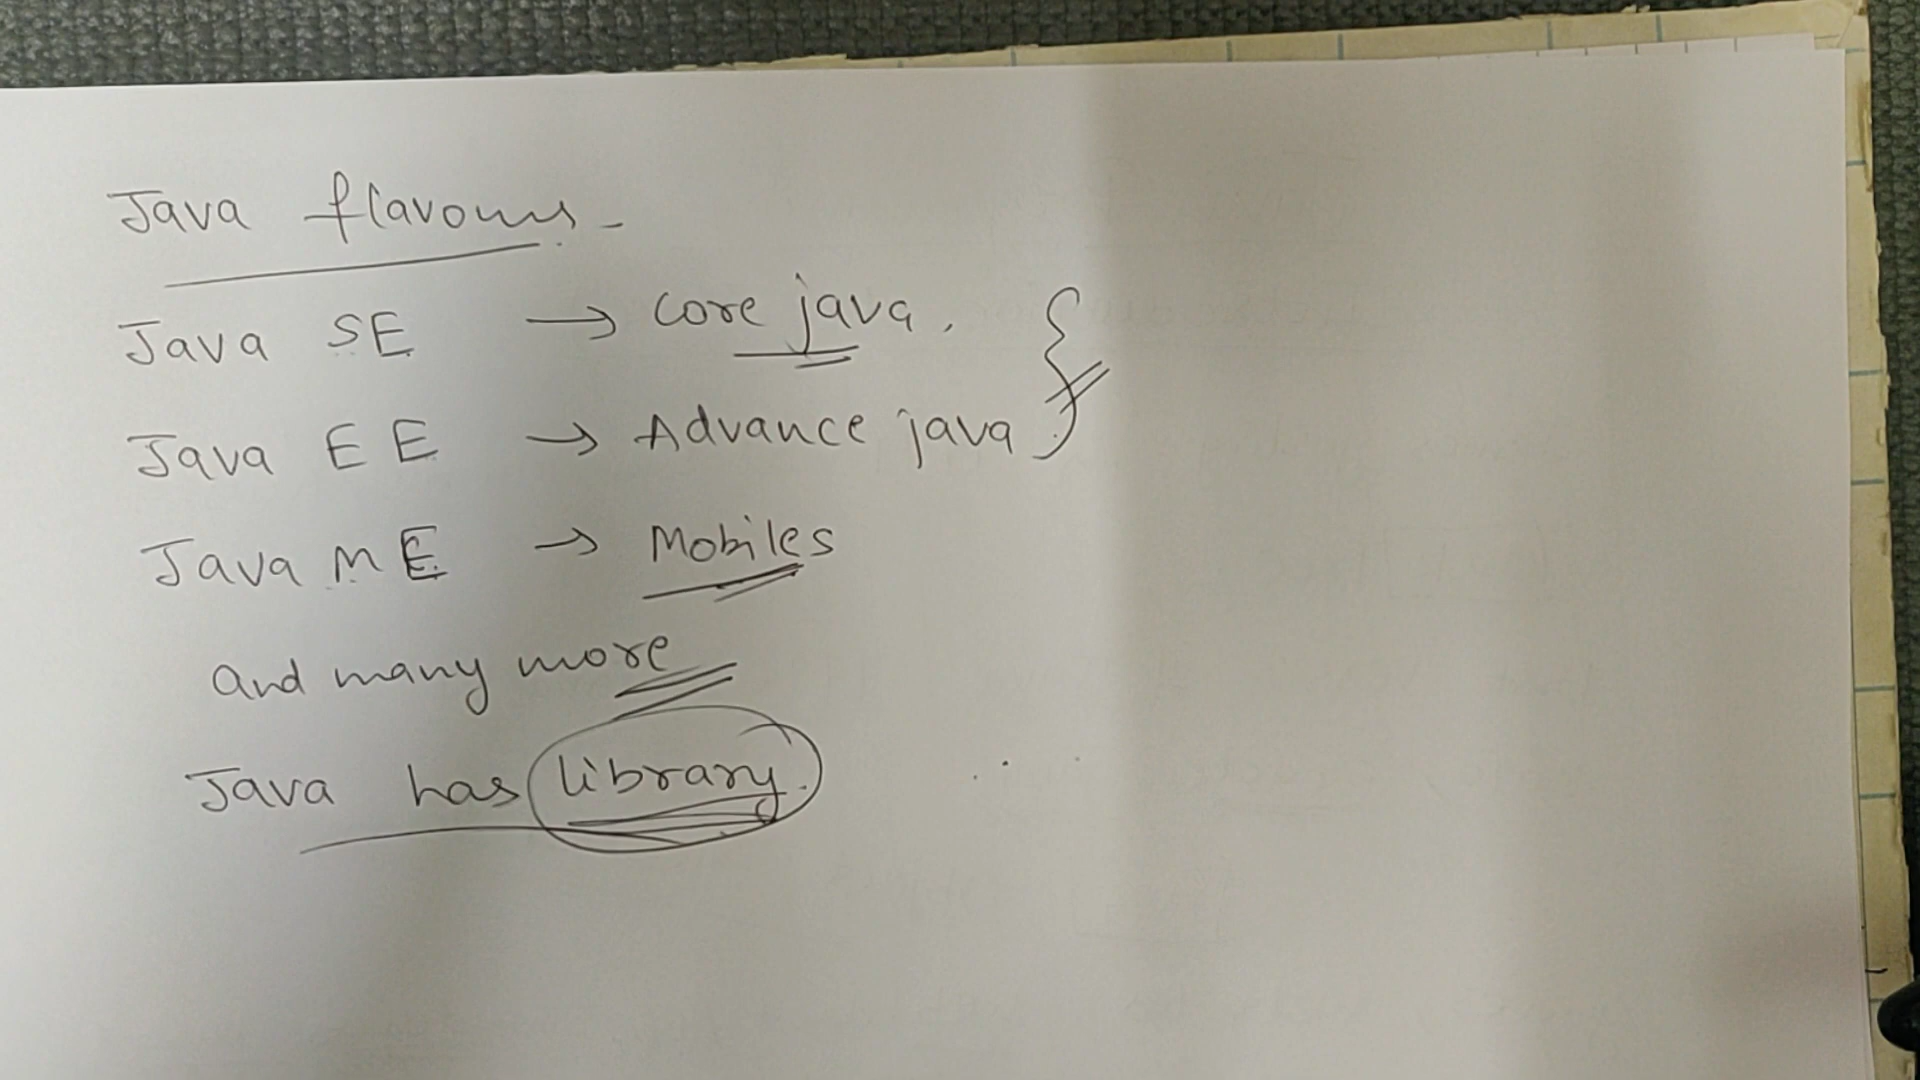 Java flavours -
Java SE → Core java.
Java EE → Advance java
Java ME → Mobiles
and many more
Java has library.